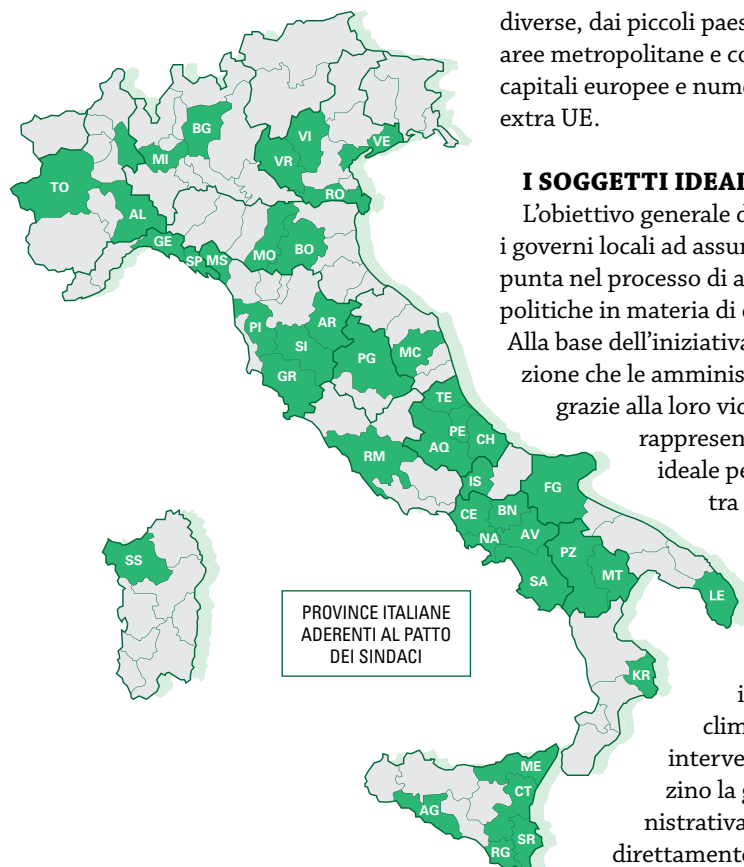 diverse, dai piccoli paes
aree metropolitane e co
capitali europee e nume
extra UE.
I SOGGETTI IDEAI
L'obiettivo generale d
i governi locali ad assun
punta nel processo di a
politiche in materia di e
Alla base dell'iniziativa
zione che le amminis
grazie alla loro vic
rappresen
ideale pe
tra
i
clim
interve
zino la g
nistrativa
direttamente
BG
VI
VE
MI
VR
TO
RO
AL
GE
MO
BO
SP
MS
PI
AR
SI
PG
MC
GR
TE
PE
CH
AQ
RM
IS
FG
CE
BN
NA
AV
PZ
SS
SA
MT
LE
PROVINCE ITALIANE
ADERENTI AL PATTO
DEI SINDACI
KR
ME
CT
AG
SR
RG